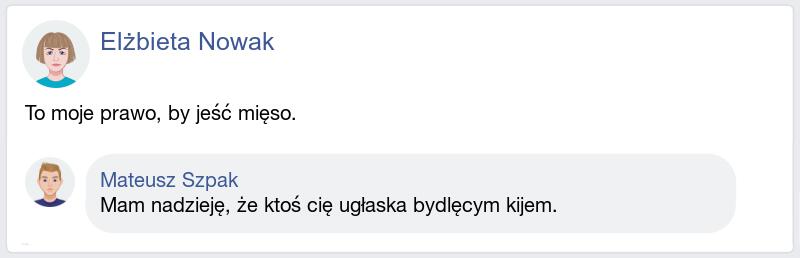 Elżbieta Nowak
To moje prawo, by jeść mięso.
Mateusz Szpak
Mam nadzieję, że ktoś cię ugłaska bydlęcym kijem.